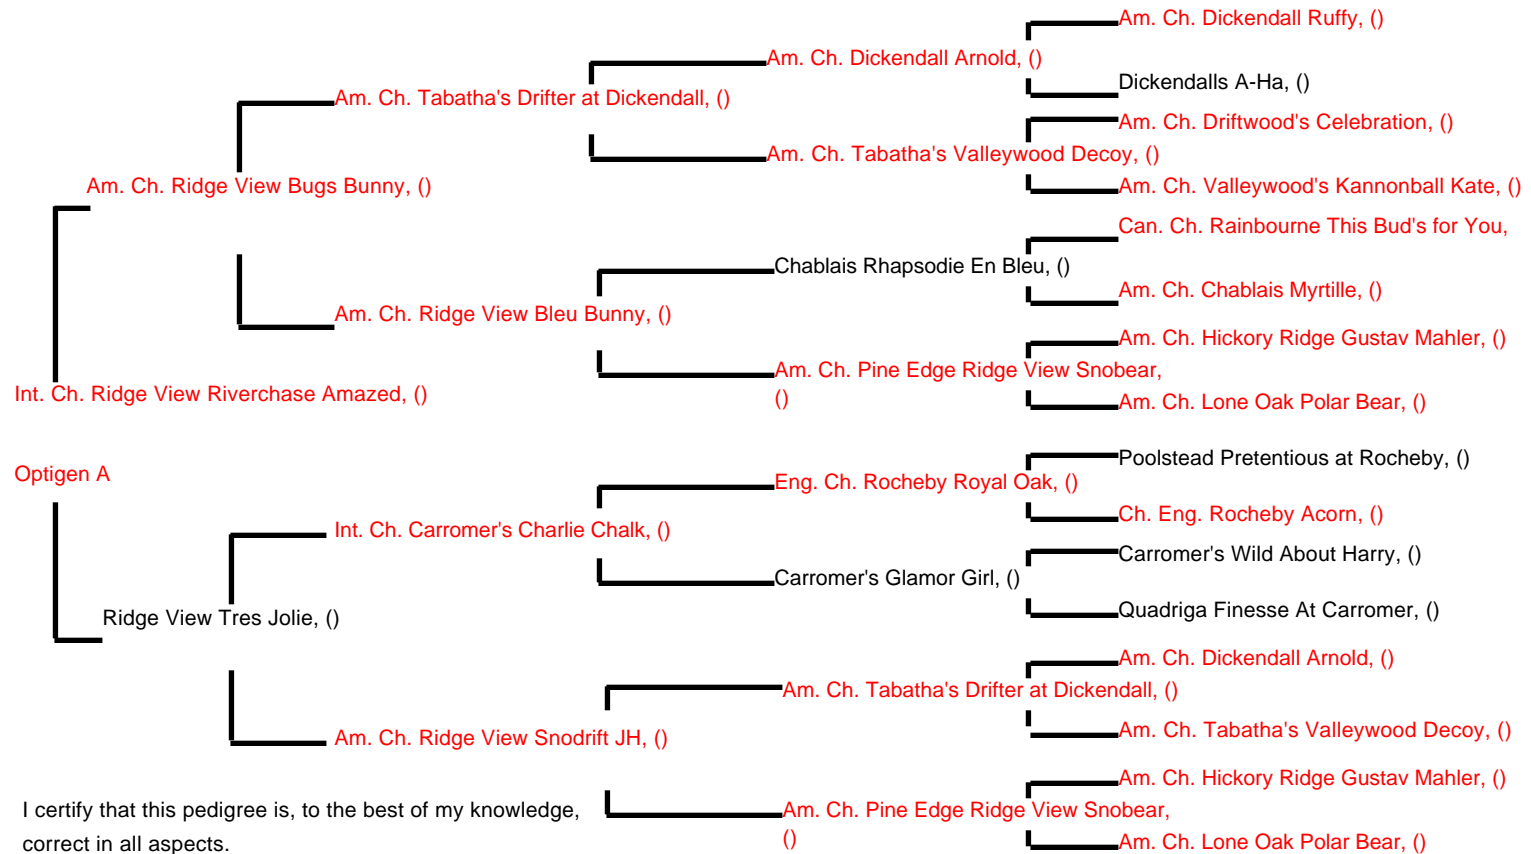 Am. Ch. Dickendall Ruffy, ()
Am. Ch. Dickendall Arnold, ()
Dickendalls A-Ha, ()
Am. Ch. Tabatha's Drifter at Dickendall, ()
Am. Ch. Driftwood's Celebration, ()
Am. Ch. Tabatha's Valleywood Decoy, ()
Am. Ch. Ridge View Bugs Bunny, ()
Am. Ch. Valleywood's Kannonball Kate, ()
Can. Ch. Rainbourne This Bud's for You,
Chablais Rhapsodie En Bleu, ()
Am. Ch. Chablais Myrtille, ()
Am. Ch. Ridge View Bleu Bunny, ()
Am. Ch. Hickory Ridge Gustav Mahler, ()
Am. Ch. Pine Edge Ridge View Snobear,
()
Int. Ch. Ridge View Riverchase Amazed, ()
Am. Ch. Lone Oak Polar Bear, ()
Optigen A
Poolstead Pretentious at Rocheby, ()
Eng. Ch. Rocheby Royal Oak, ()
Ch. Eng. Rocheby Acorn, ()
Int. Ch. Carromer's Charlie Chalk, ()
Carromer's Wild About Harry, ()
Carromer's Glamor Girl, ()
Ridge View Tres Jolie, ()
Quadriga Finesse At Carromer, ()
Am. Ch. Dickendall Arnold, ()
Am. Ch. Tabatha's Drifter at Dickendall, ()
Am. Ch. Tabatha's Valleywood Decoy, ()
Am. Ch. Ridge View Snodrift JH, ()
Am. Ch. Hickory Ridge Gustav Mahler, ()
Am. Ch. Pine Edge Ridge View Snobear,
()
Am. Ch. Lone Oak Polar Bear, ()
I certify that this pedigree is, to the best of my knowledge,
correct in all aspects.